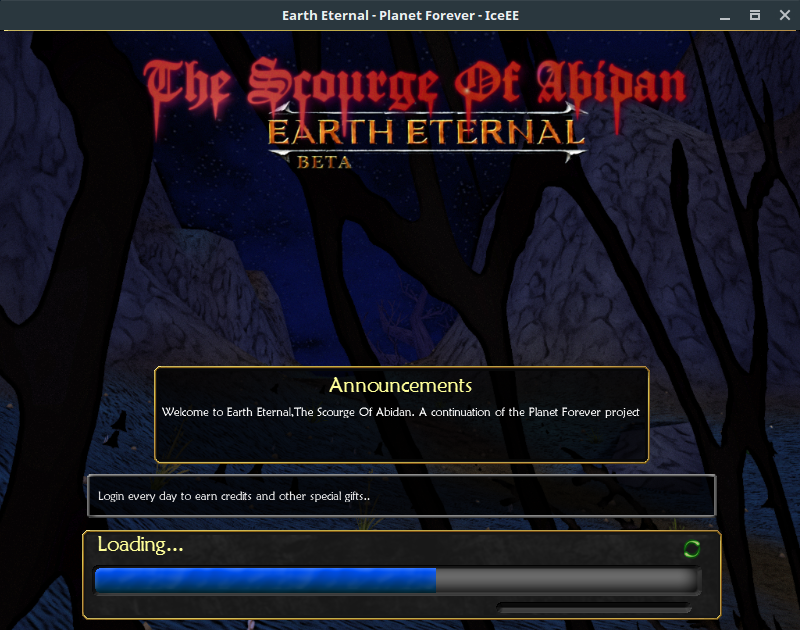 Earth Eternal - Planet Forever - IceEE
The Scourge Of Abidan
EARTH ETERNAL
BETA
Announcements
Welcome to Earth Eternal,The Scourge Of Abidan. A continuation of the Planet Forever project
Login every day to earn credits and other special gifts..
Loading...